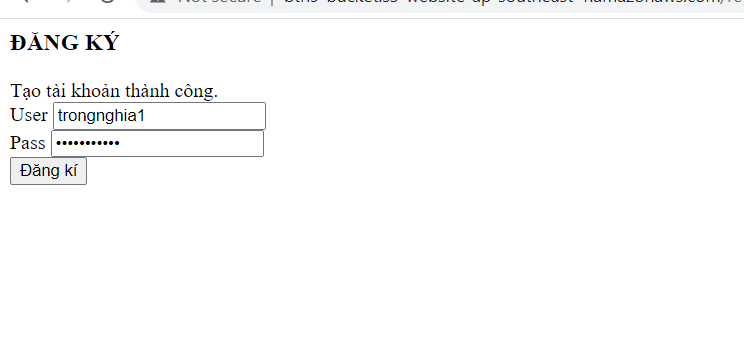 ĐĂNG KÝ
Tạo tài khoản thành công.
User trongnghia1
Pass •••••••••••
Đăng kí